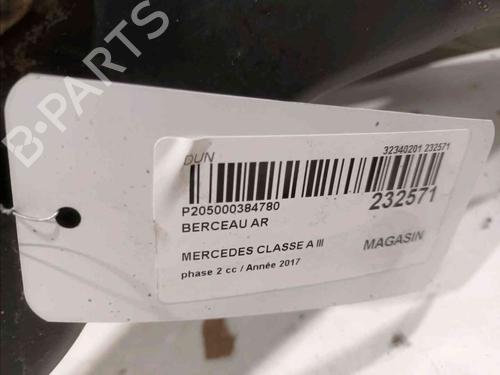 B-PARTS
DUN
32340201 232571
P205000384780
232571
BERCEAU AR
MERCEDES CLASSE A III
MAGASIN
phase 2 cc / Année 2017